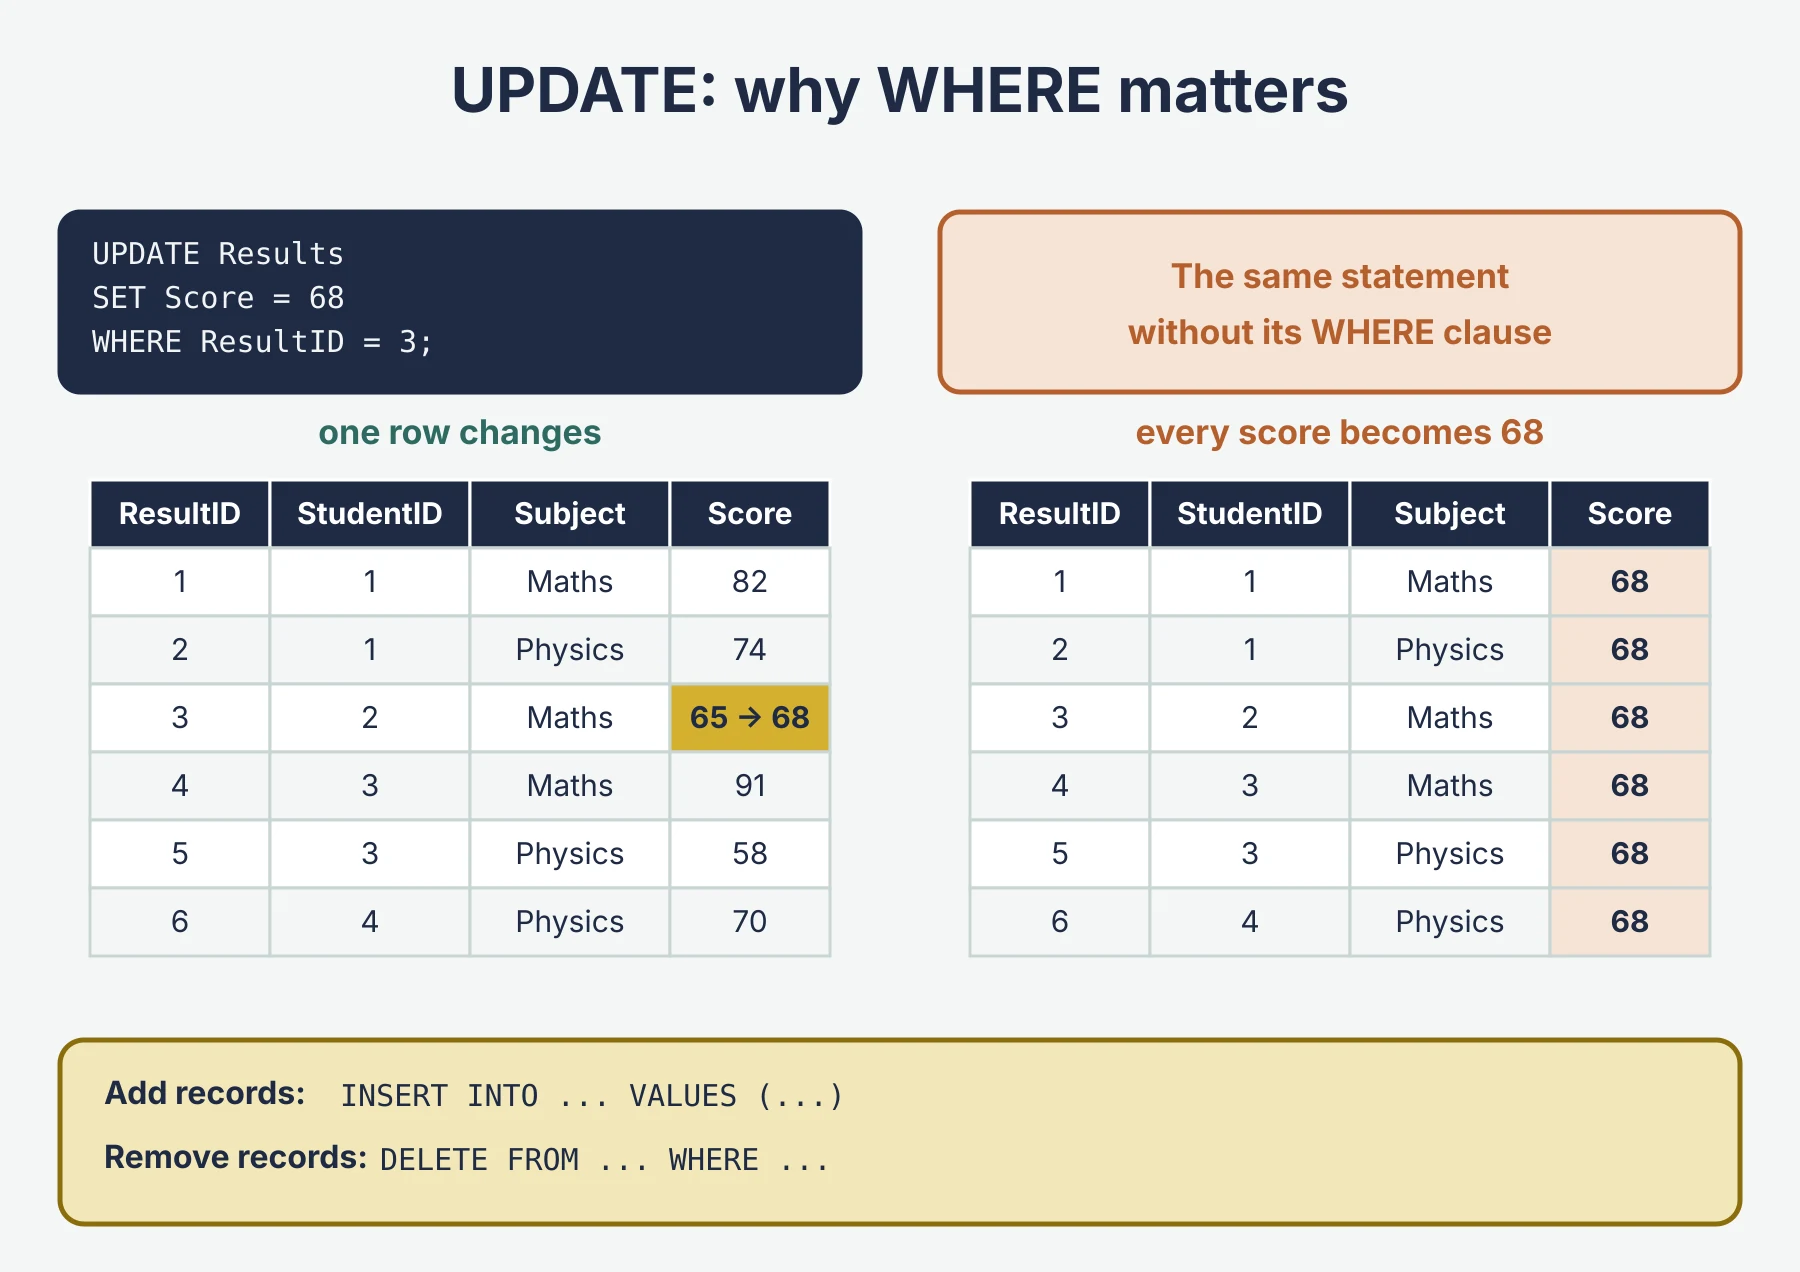 UPDATE: why WHERE matters
UPDATE Results
SET Score = 68
WHERE ResultID = 3;
one row changes
ResultID StudentID Subject Score
1 1 Maths 82
2 1 Physics 74
3 2 Maths 65 → 68
4 3 Maths 91
5 3 Physics 58
6 4 Physics 70
The same statement
without its WHERE clause
every score becomes 68
ResultID StudentID Subject Score
1 1 Maths 68
2 1 Physics 68
3 2 Maths 68
4 3 Maths 68
5 3 Physics 68
6 4 Physics 68
Add records: INSERT INTO ... VALUES (...)
Remove records: DELETE FROM ... WHERE ...